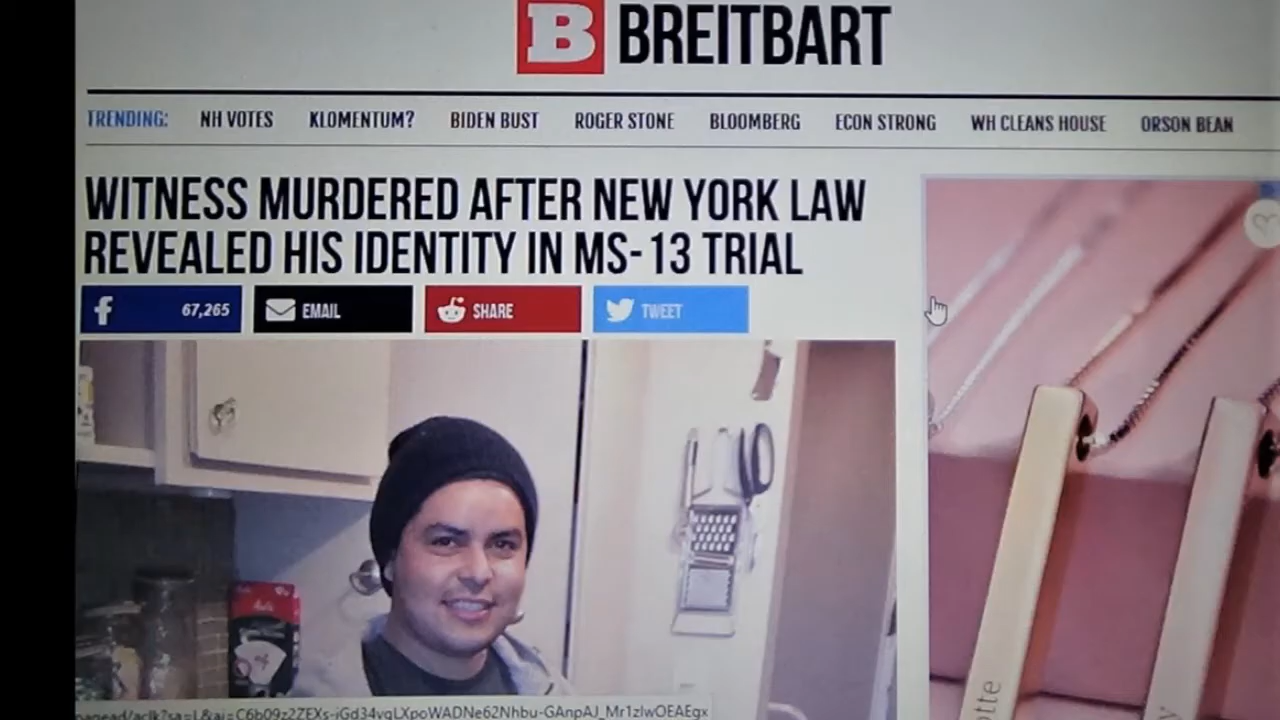 B BREITBART
TRENDING: NH VOTES KLOMENTUM? BIDEN BUST ROGER STONE BLOOMBERG ECON STRONG WH CLEANS HOUSE ORSON BEAN
WITNESS MURDERED AFTER NEW YORK LAW
REVEALED HIS IDENTITY IN MS-13 TRIAL
f 67,265 EMAIL SHARE TWEET
otte